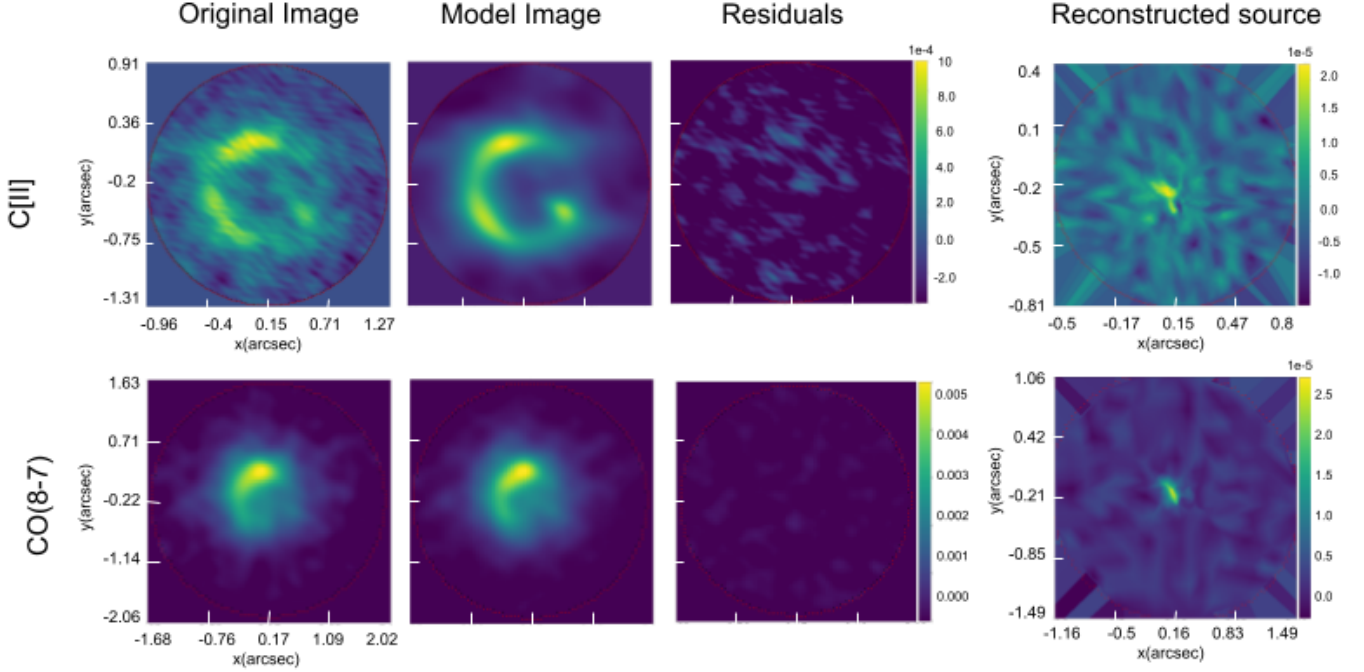 Original Image Model Image Residuals Reconstructed source
C[II]
y(arcsec)
0.91
0.36
-0.2
-0.75
-1.31
-0.96 -0.4 0.15 0.71 1.27
x(arcsec)
1e-4
10
8.0
6.0
4.0
2.0
0.0
-2.0
y(arcsec)
0.4
0.1
-0.2
-0.5
-0.81
-0.5 -0.17 0.15 0.47 0.8
x(arcsec)
1e-5
2.0
1.5
1.0
0.5
0.0
-0.5
-1.0
CO(8-7)
y(arcsec)
1.63
0.71
-0.22
-1.14
-2.06
-1.68 -0.76 0.17 1.09 2.02
x(arcsec)
0.005
0.004
0.003
0.002
0.001
0.000
y(arcsec)
1.06
0.42
-0.21
-0.85
-1.49
-1.16 -0.5 0.16 0.83 1.49
x(arcsec)
1e-5
2.5
2.0
1.5
1.0
0.5
0.0